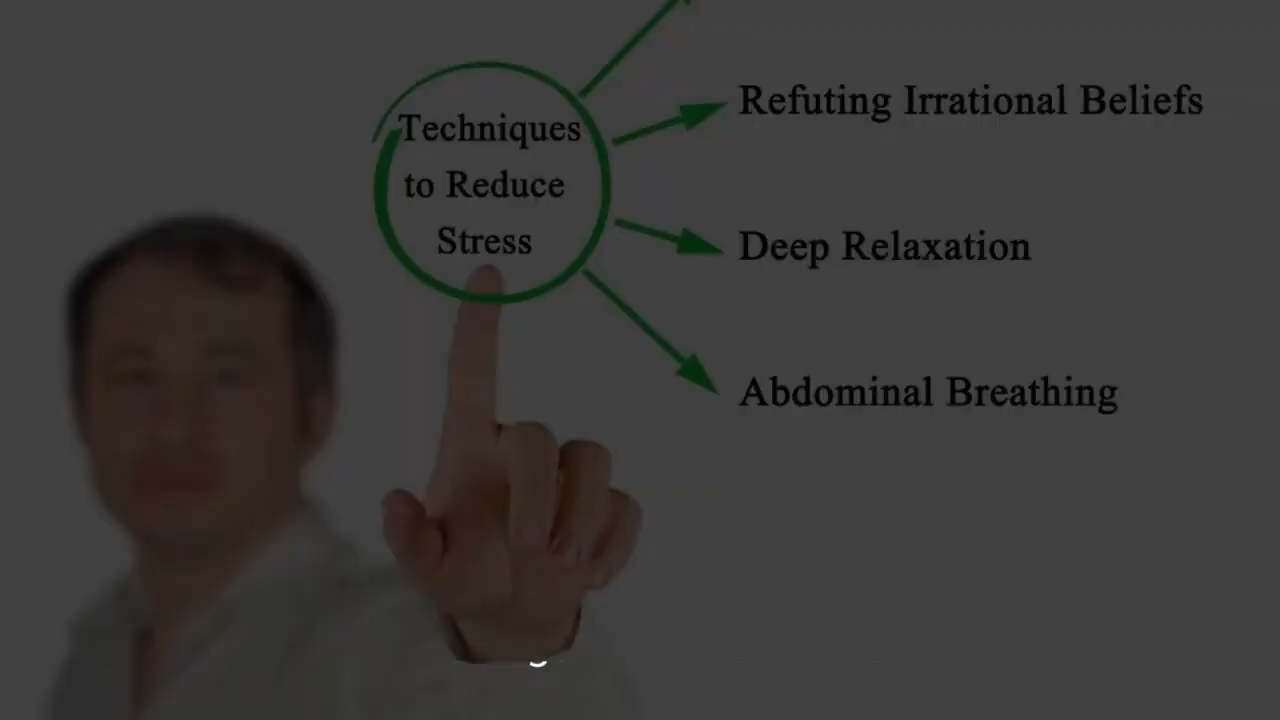 Techniques
to Reduce
Stress
Refuting Irrational Beliefs
Deep Relaxation
Abdominal Breathing